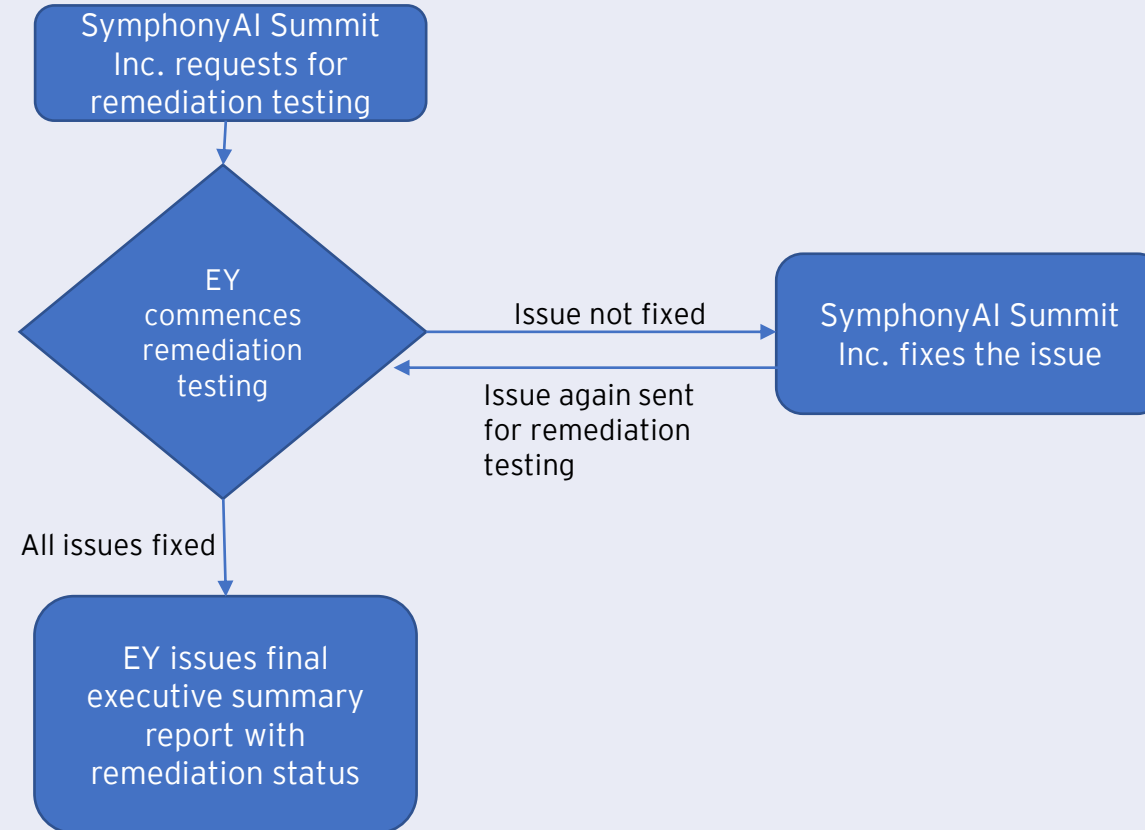 SymphonyAI Summit
Inc. requests for
remediation testing
EY
commences
remediation
testing
Issue not fixed
SymphonyAI Summit
Inc. fixes the issue
Issue again sent
for remediation
testing
All issues fixed
EY issues final
executive summary
report with
remediation status